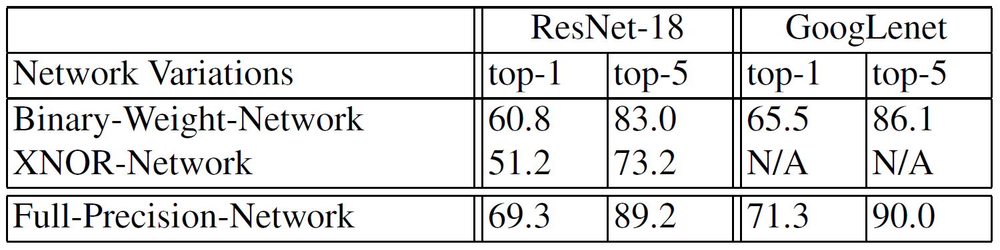 ResNet-18 GoogLenet
Network Variations top-1 top-5 top-1 top-5
Binary-Weight-Network 60.8 83.0 65.5 86.1
XNOR-Network 51.2 73.2 N/A N/A
Full-Precision-Network 69.3 89.2 71.3 90.0